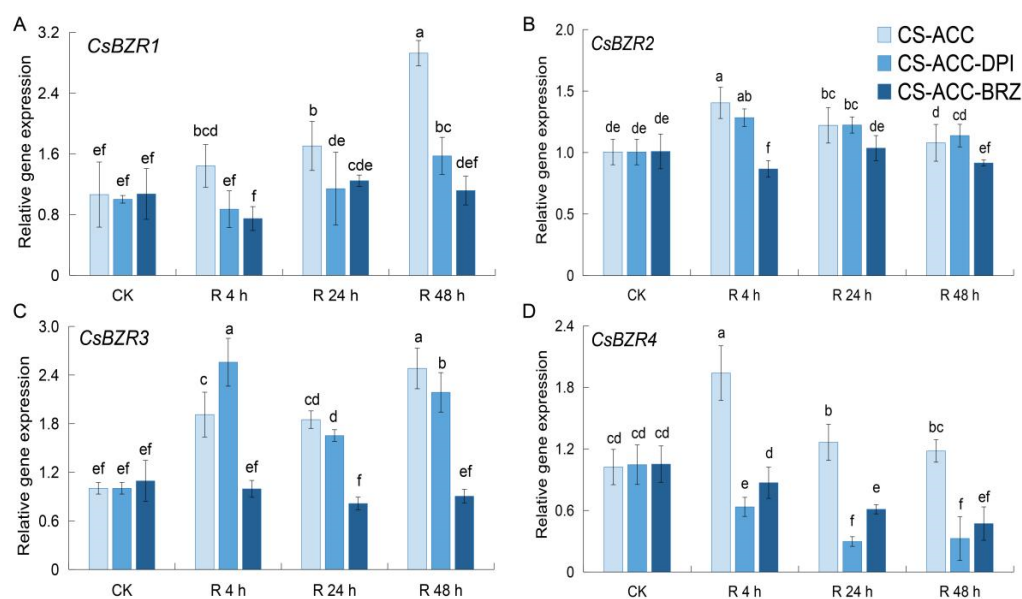 A
CsBZR1
Relative gene expression
3.2
2.4
1.6
0.8
0
ef ef ef
bcd ef f
b de cde
a bc def
CK R 4 h R 24 h R 48 h
B
CsBZR2
Relative gene expression
2.0
1.5
1.0
0.5
0
de de de
a ab f
bc bc de
d cd ef
CK R 4 h R 24 h R 48 h
CS-ACC
CS-ACC-DPI
CS-ACC-BRZ
C
CsBZR3
Relative gene expression
3.0
2.4
1.8
1.2
0.6
0
ef ef ef
c a ef
cd d f
a b ef
CK R 4 h R 24 h R 48 h
D
CsBZR4
Relative gene expression
2.4
1.8
1.2
0.6
0
cd cd cd
a e d
b f e
bc f ef
CK R 4 h R 24 h R 48 h